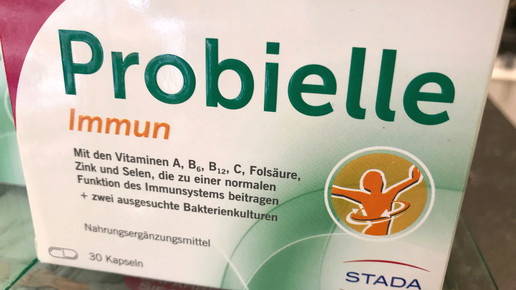 Probielle
Immun
Mit den Vitaminen A, B6, B12, C, Folsäure,
Zink und Selen, die zu einer normalen
Funktion des Immunsystems beitragen
+ zwei ausgesuchte Bakterienkulturen
Nahrungsergänzungsmittel
30 Kapseln
STADA